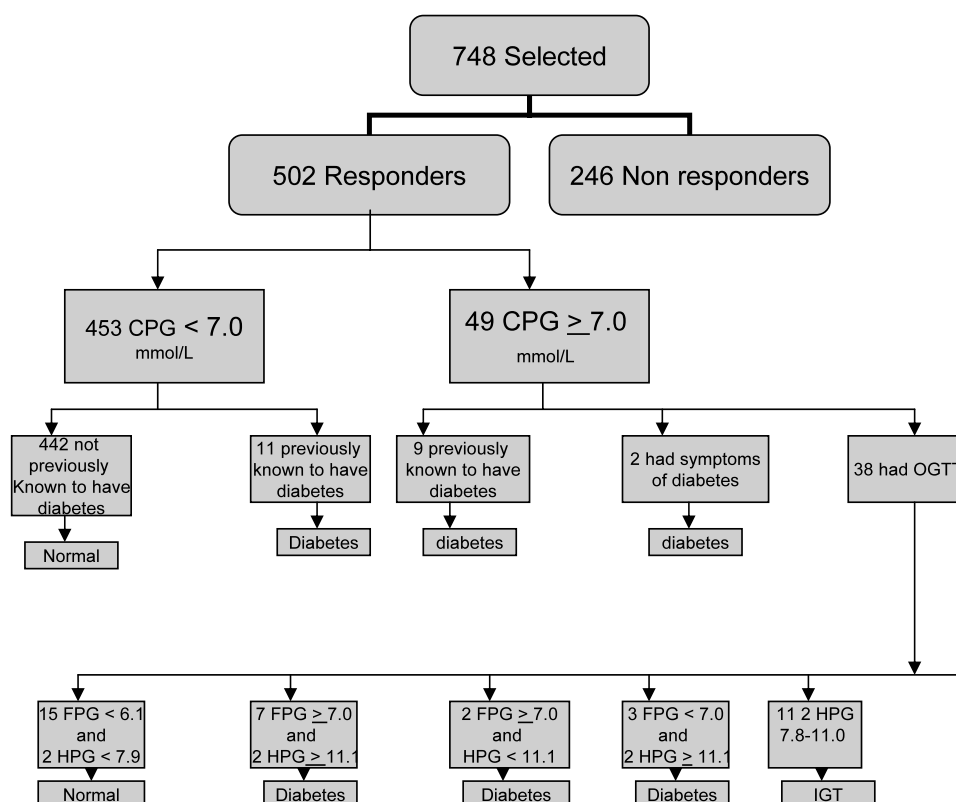 748 Selected
502 Responders
246 Non responders
453 CPG < 7.0
mmol/L
49 CPG ≥ 7.0
mmol/L
442 not
previously
Known to have
diabetes
11 previously
known to have
diabetes
9 previously
known to have
diabetes
2 had symptoms
of diabetes
38 had OGTT
Normal
Diabetes
diabetes
diabetes
15 FPG < 6.1
and
2 HPG < 7.9
7 FPG ≥ 7.0
and
2 HPG ≥ 11.1
2 FPG ≥ 7.0
and
HPG < 11.1
3 FPG < 7.0
and
2 HPG ≥ 11.1
11 2 HPG
7.8-11.0
Normal
Diabetes
Diabetes
Diabetes
IGT